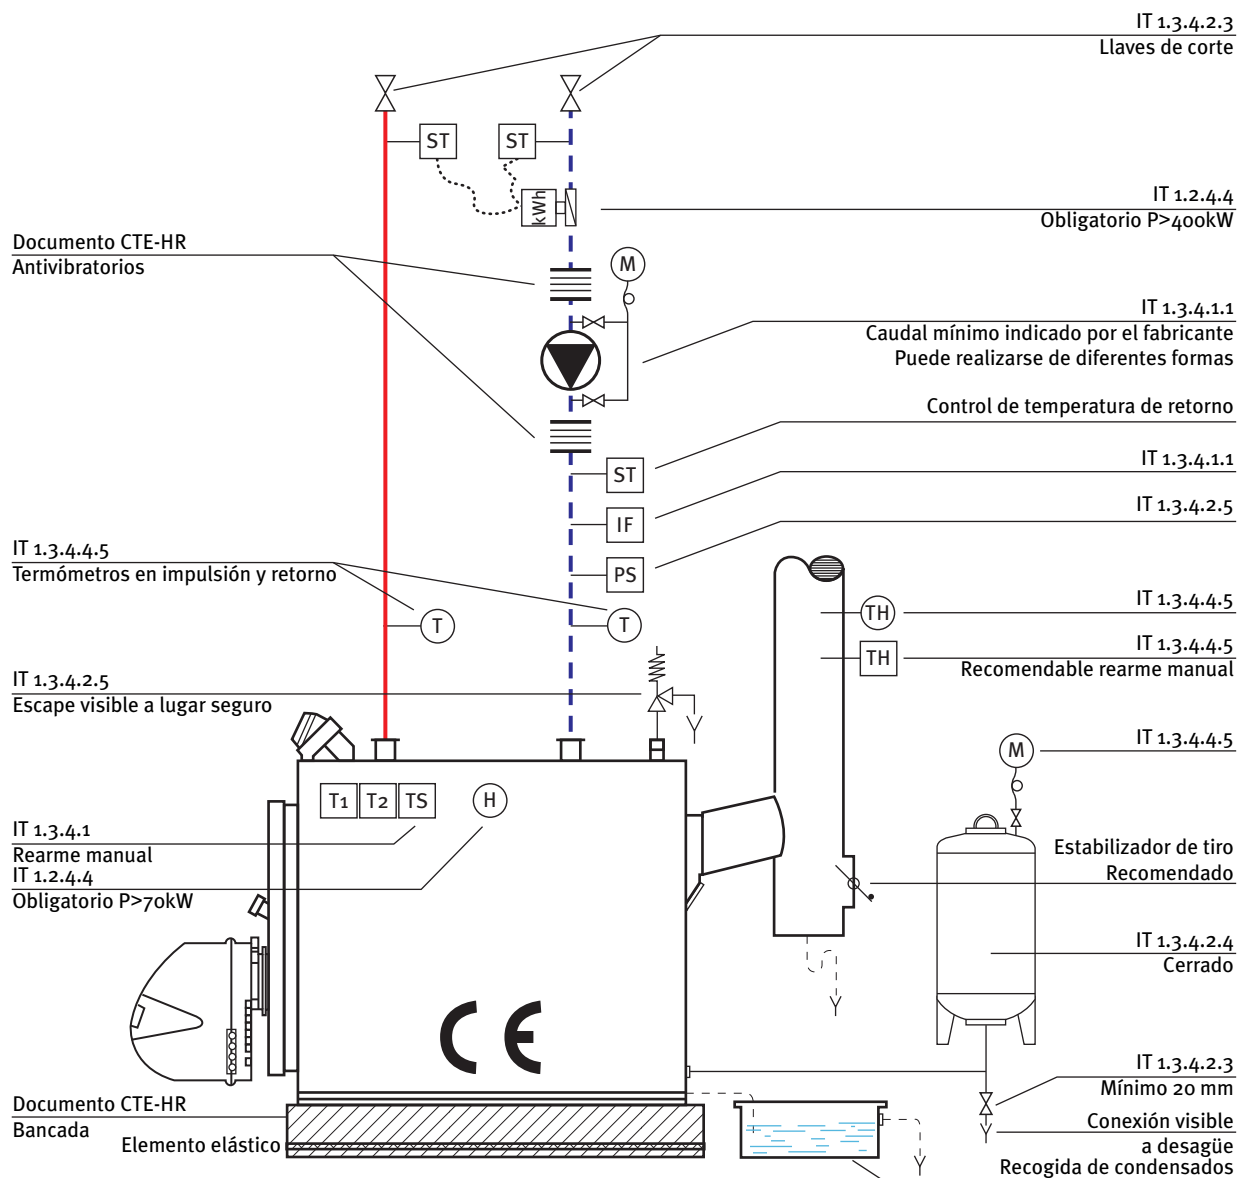 IT 1.3.4.2.3
Llaves de corte
ST
ST
kWh
IT 1.2.4.4
Obligatorio P>400kW
Documento CTE-HR
Antivibratorios
M
IT 1.3.4.1.1
Caudal mínimo indicado por el fabricante
Puede realizarse de diferentes formas
Control de temperatura de retorno
ST
IT 1.3.4.1.1
IF
IT 1.3.4.2.5
PS
IT 1.3.4.4.5
Termómetros en impulsión y retorno
T
T
IT 1.3.4.4.5
TH
IT 1.3.4.4.5
Recomendable rearme manual
TH
IT 1.3.4.2.5
Escape visible a lugar seguro
IT 1.3.4.4.5
M
T1
T2
TS
H
IT 1.3.4.1
Rearme manual
IT 1.2.4.4
Obligatorio P>70kW
Estabilizador de tiro
Recomendado
IT 1.3.4.2.4
Cerrado
CE
IT 1.3.4.2.3
Mínimo 20 mm
Documento CTE-HR
Bancada
Elemento elástico
Conexión visible
a desagüe
Recogida de condensados